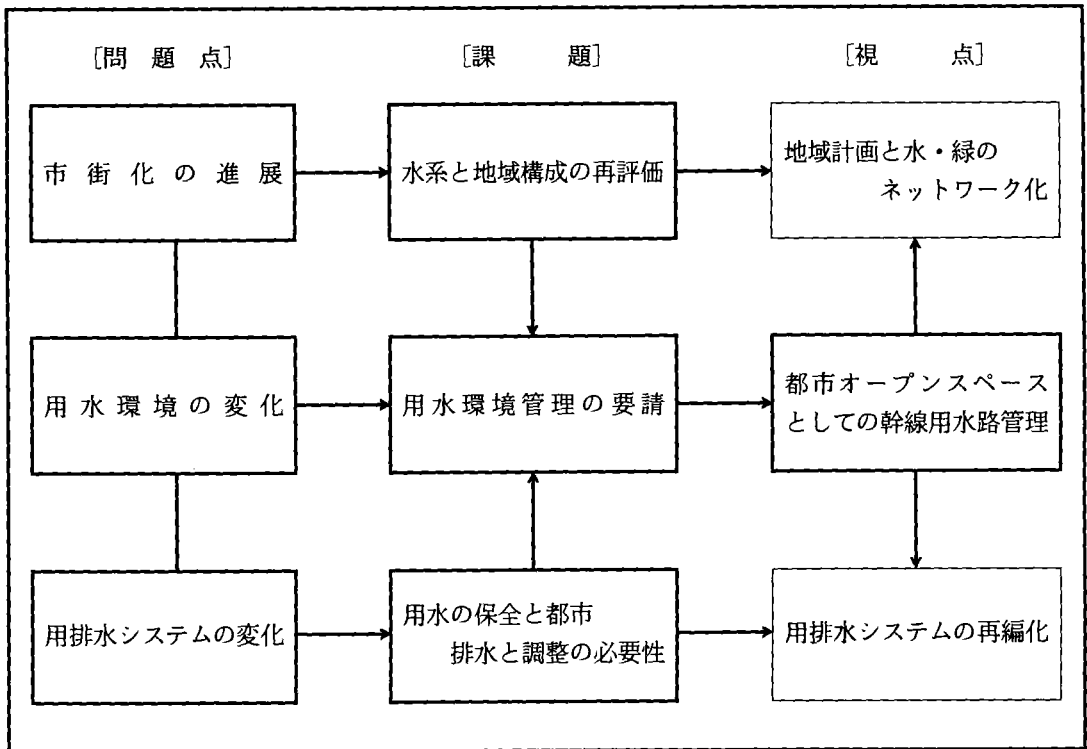 [問題点]
[課題]
[視点]
市街化の進展
水系と地域構成の再評価
地域計画と水・緑の
ネットワーク化
用水環境の変化
用水環境管理の要請
都市オープンスペース
としての幹線用水路管理
用排水システムの変化
用水の保全と都市
排水と調整の必要性
用排水システムの再編化